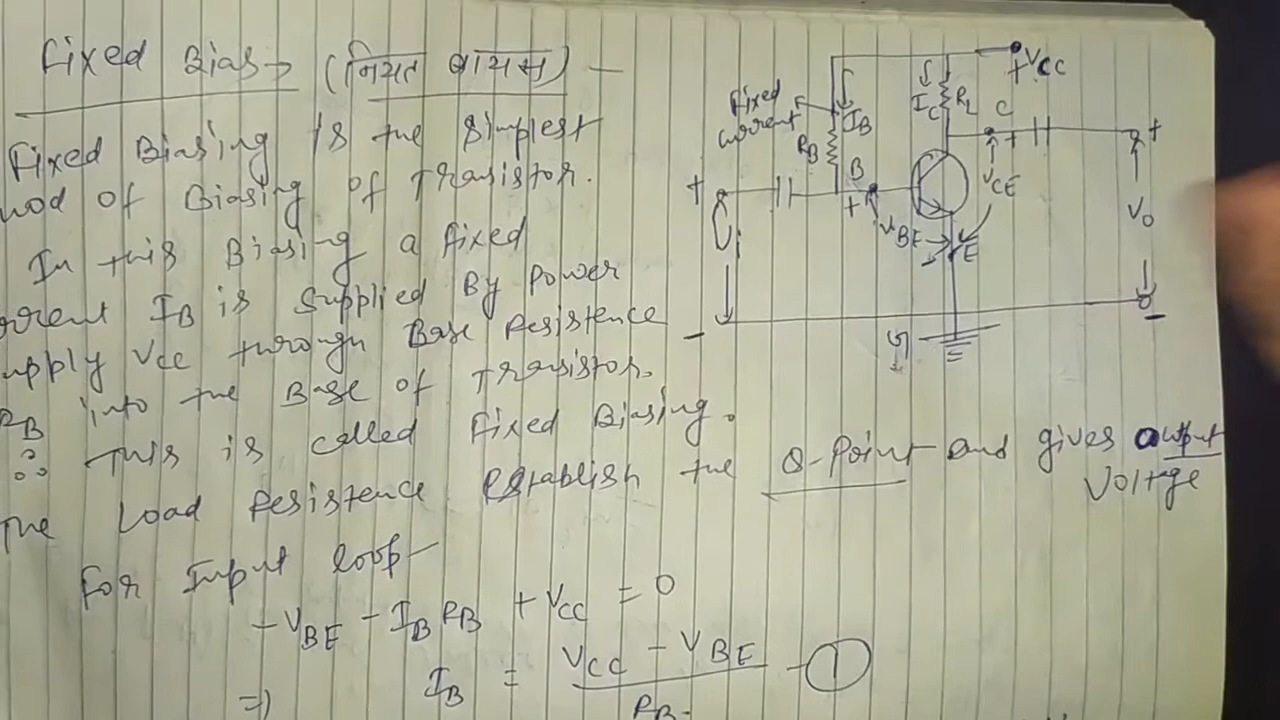 Fixed Bias → (नियत बायस) —
Fixed Biasing is the simplest
hod of Biasing of Transistor.
In this Biasing a fixed
urrent IB is supplied By Power
upply Vcc through Base Resistence
RB into the Base of Transistor.
∴ This is called Fixed Biasing.
The Load Resistence Establish the Q-Point and gives output
Voltage
For Input loop—
-VBE - IBRB + VCC = 0
=> IB = VCC - VBE / RB. — 1
+VCC
Fixed
current
IB
RB
IC
RL
C
+
+
B
+
VCE
VBE
E
VO
+
-
-